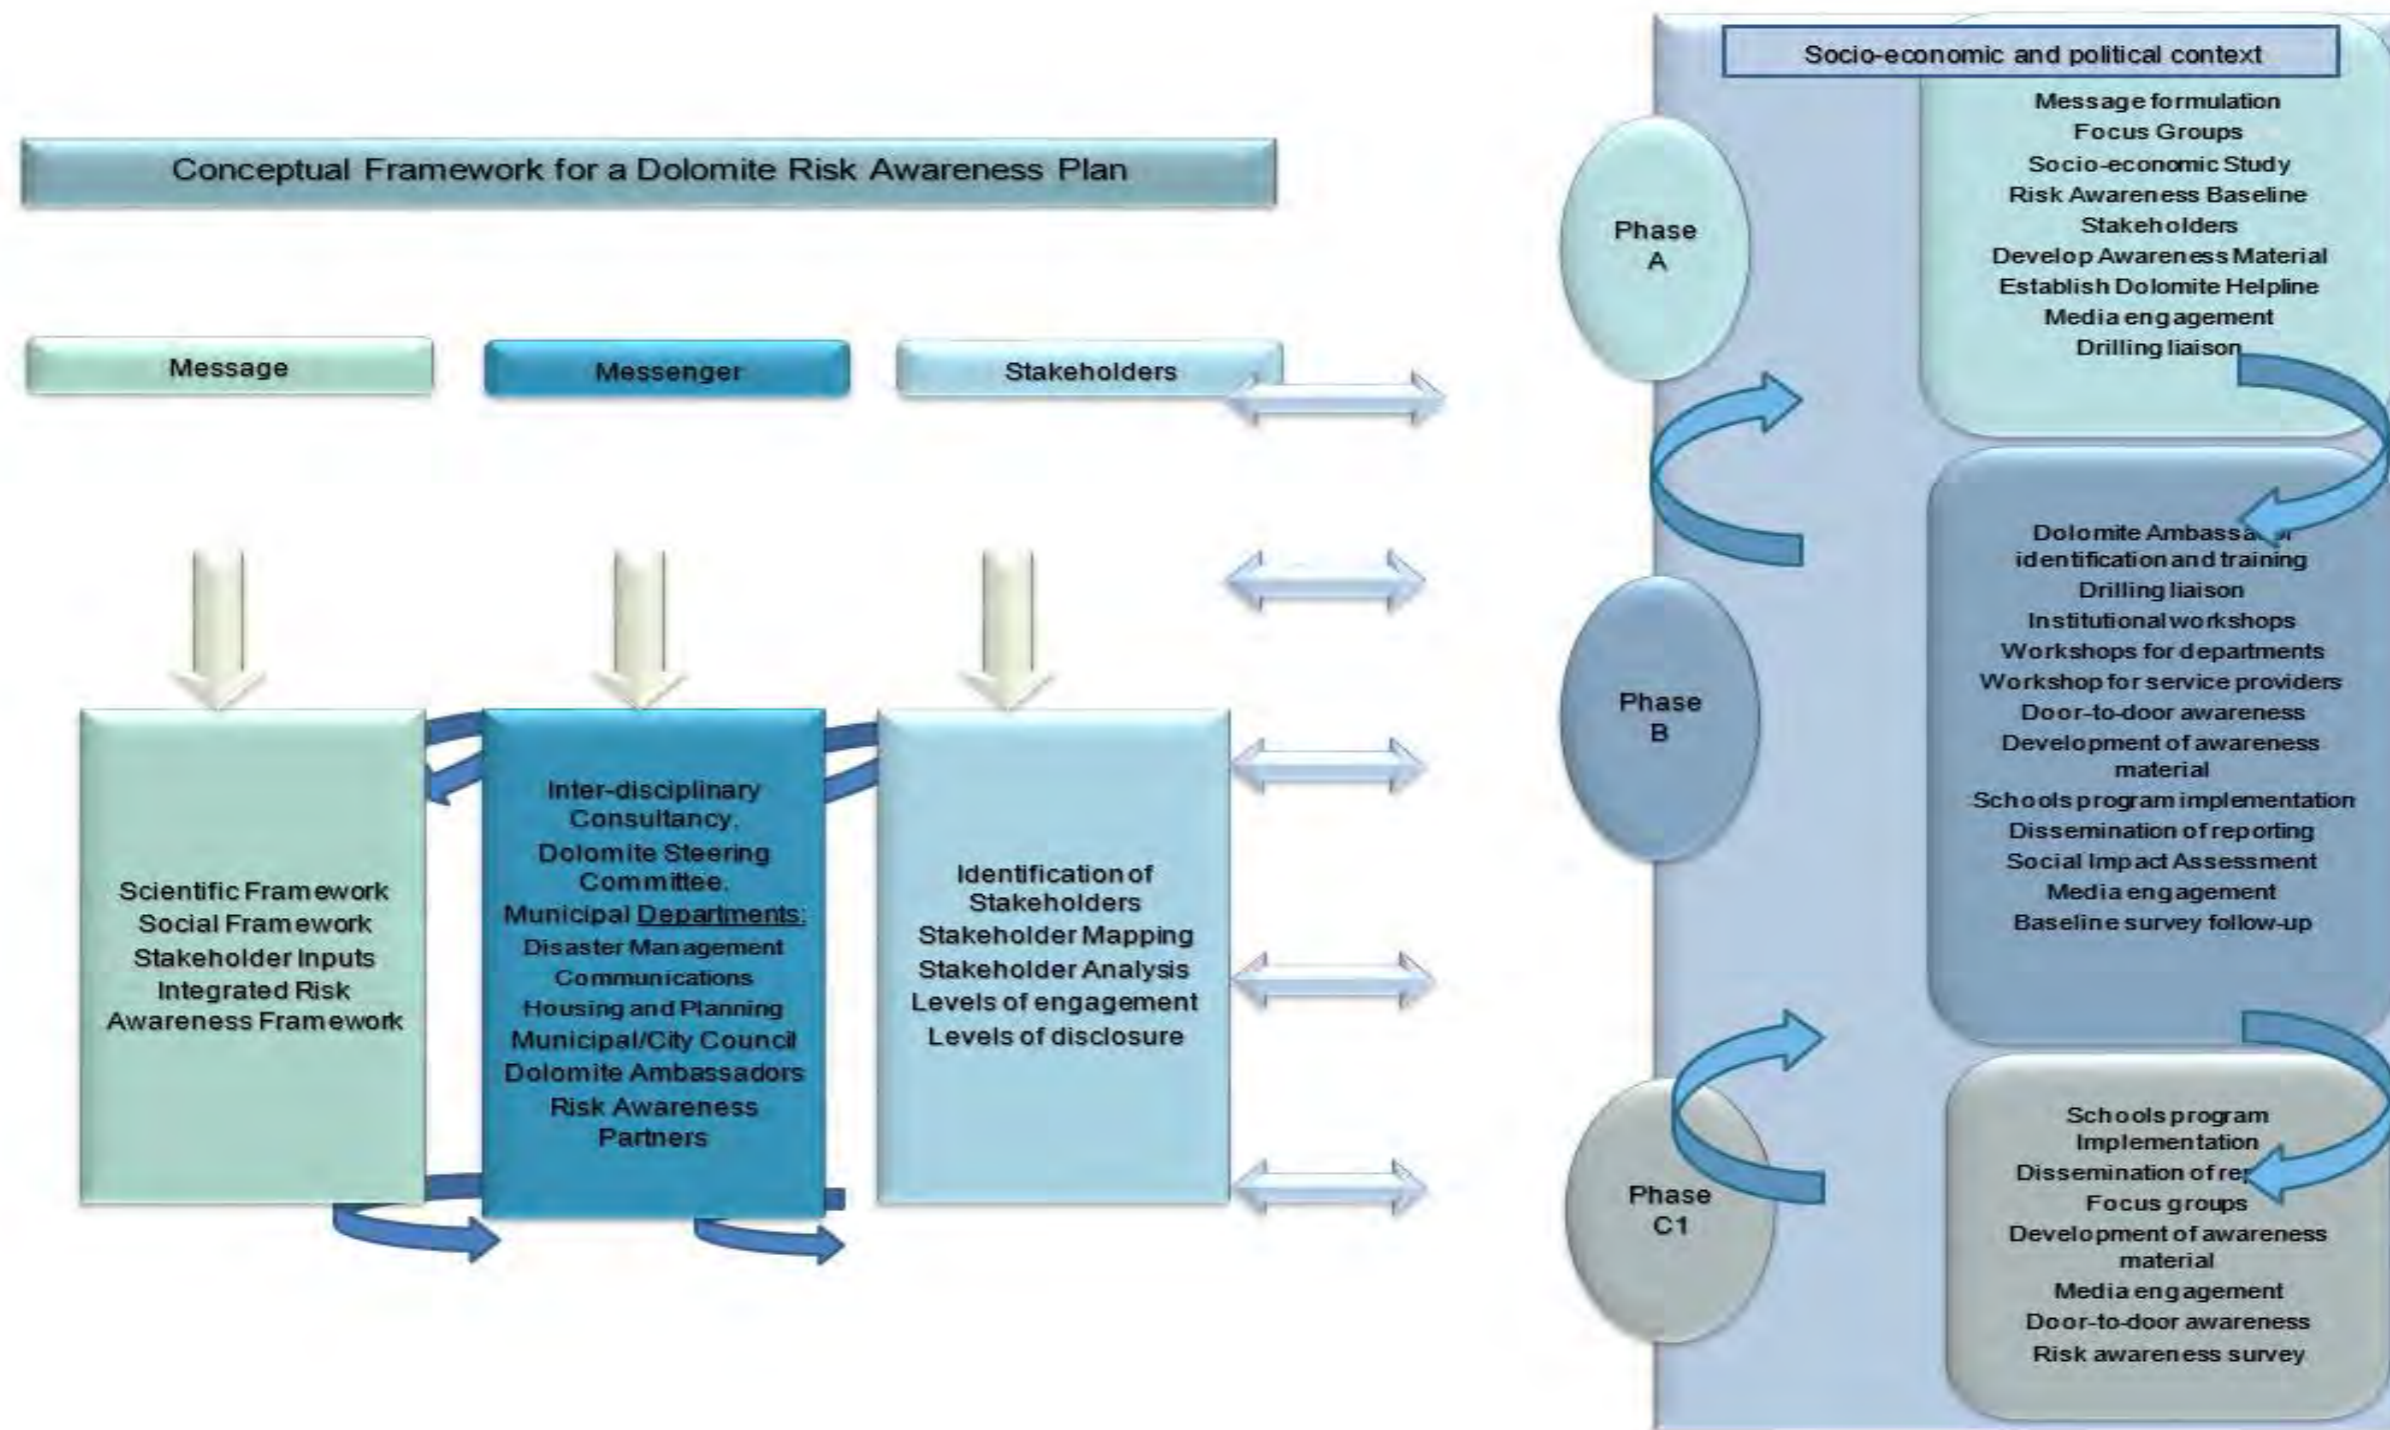 Conceptual Framework for a Dolomite Risk Awareness Plan
Message
Messenger
Stakeholders
Scientific Framework
Social Framework
Stakeholder Inputs
Integrated Risk
Awareness Framework
Inter-disciplinary
Consultancy.
Dolomite Steering
Committee.
Municipal Departments:
Disaster Management
Communications
Housing and Planning
Municipal/City Council
Dolomite Ambassadors
Risk Awareness
Partners
Identification of
Stakeholders
Stakeholder Mapping
Stakeholder Analysis
Levels of engagement
Levels of disclosure
Socio-economic and political context
Phase
A
Message formulation
Focus Groups
Socio-economic Study
Risk Awareness Baseline
Stakeholders
Develop Awareness Material
Establish Dolomite Helpline
Media engagement
Drilling liaison
Phase
B
Dolomite
identification and training
Drilling liaison
Institutional workshops
Workshops for departments
Workshop for service providers
Door-to-door awareness
Development of awareness
material
Schools program implementation
Dissemination of reporting
Social Impact Assessment
Media engagement
Baseline survey follow-up
Phase
C1
Schools program
Implementation
Dissemination of
Focus groups
Development of awareness
material
Media engagement
Door-to-door awareness
Risk awareness survey